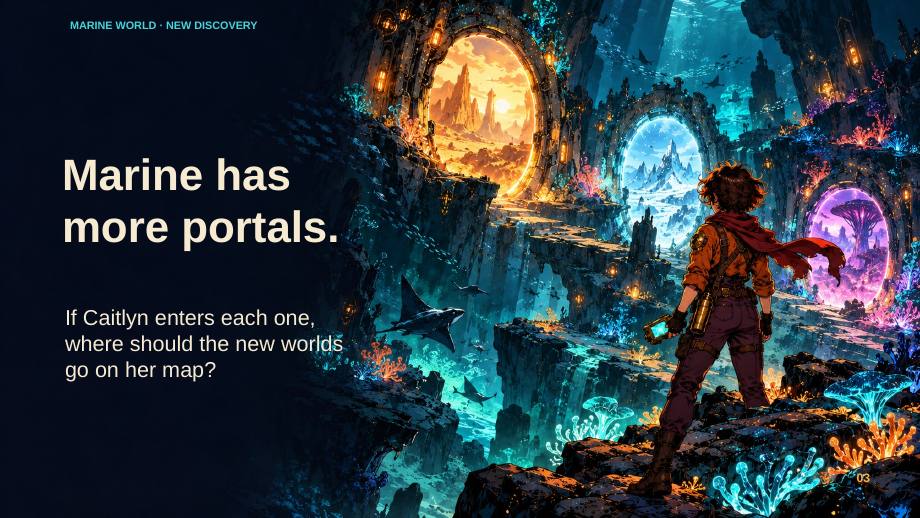 MARINE WORLD · NEW DISCOVERY
Marine has
more portals.
If Caitlyn enters each one,
where should the new worlds
go on her map?
03